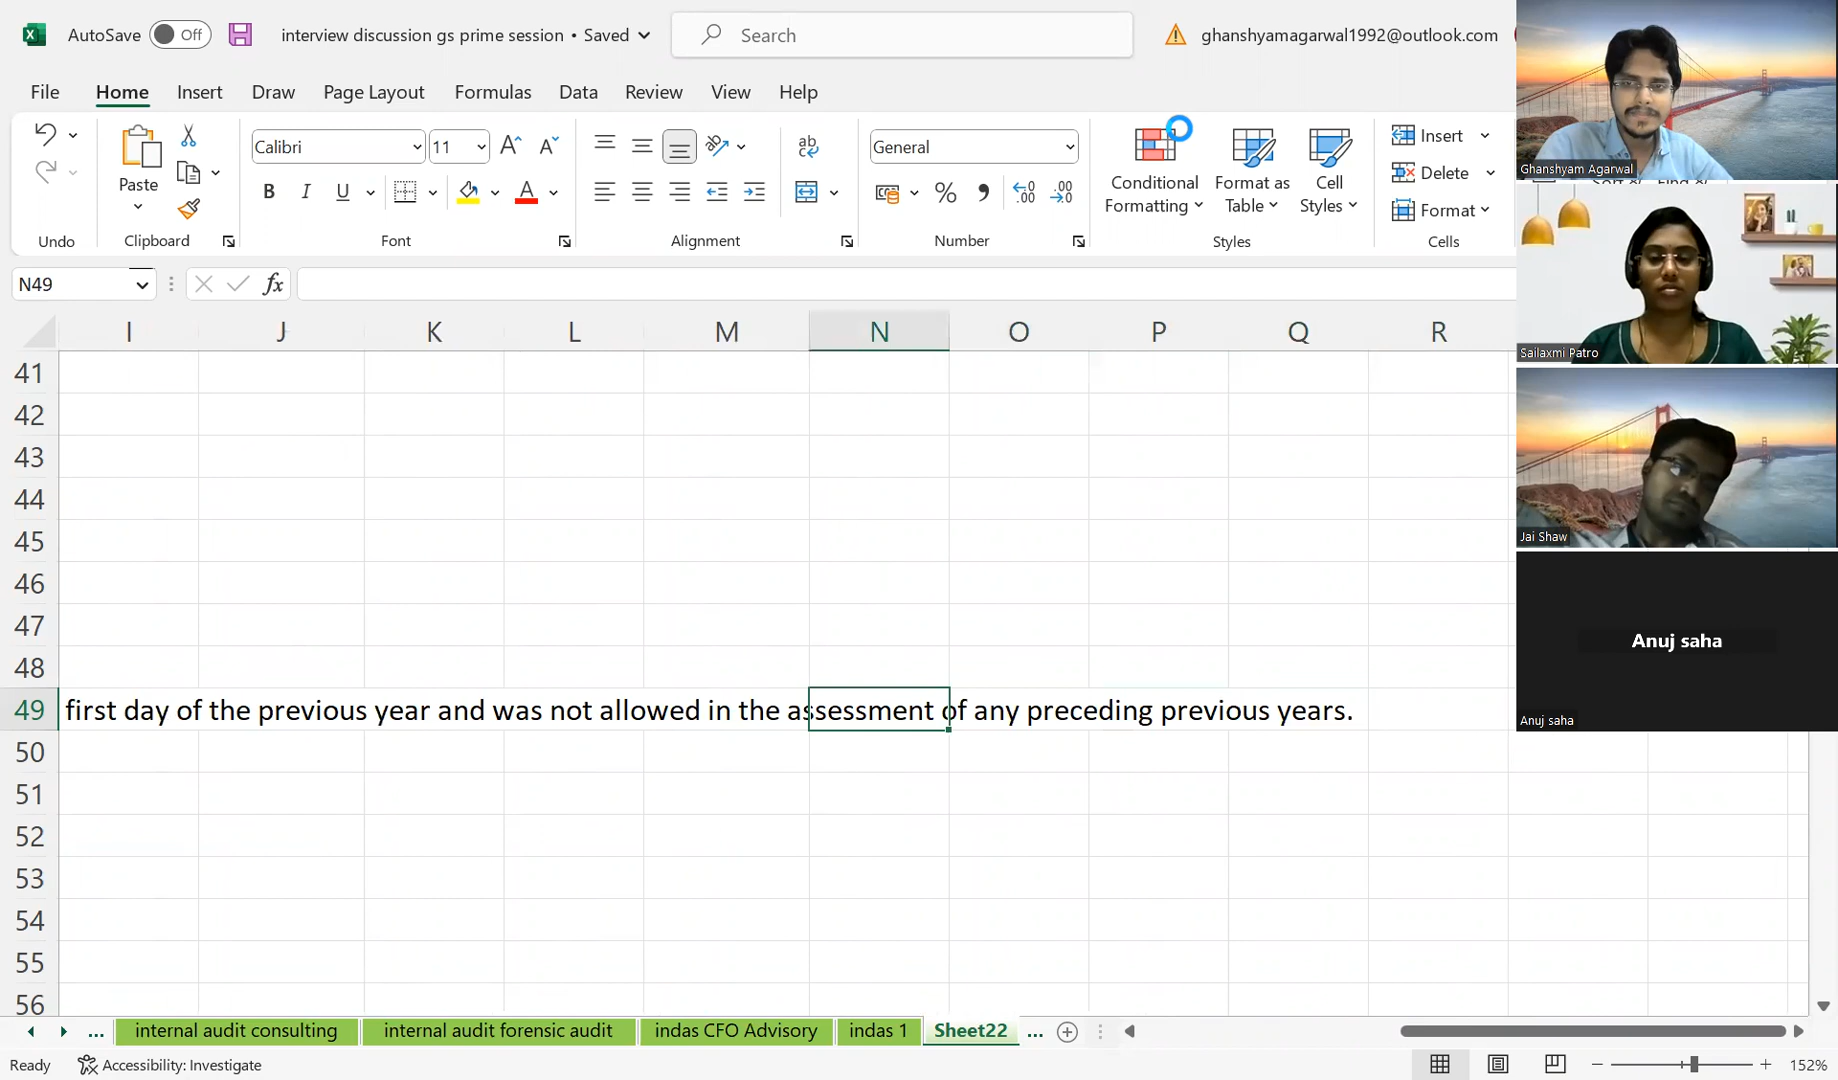 AutoSave Off interview discussion gs prime session • Saved Search ghanshyamagarwal1992@outlook.com
File Home Insert Draw Page Layout Formulas Data Review View Help
Calibri 11 General
Paste
Conditional Formatting
Format as Table
Cell Styles
Insert
Delete
Format
Undo Clipboard Font Alignment Number Styles Cells
N49 fx
I J K L M N O P Q R
41
42
43
44
45
46
47
48
49 first day of the previous year and was not allowed in the assessment of any preceding previous years.
50
51
52
53
54
55
56
Ghanshyam Agarwal
Sailaxmi Patro
Jai Shaw
Anuj saha
Anuj saha
... internal audit consulting internal audit forensic audit indas CFO Advisory indas 1 Sheet22 ...
Ready Accessibility: Investigate 152%